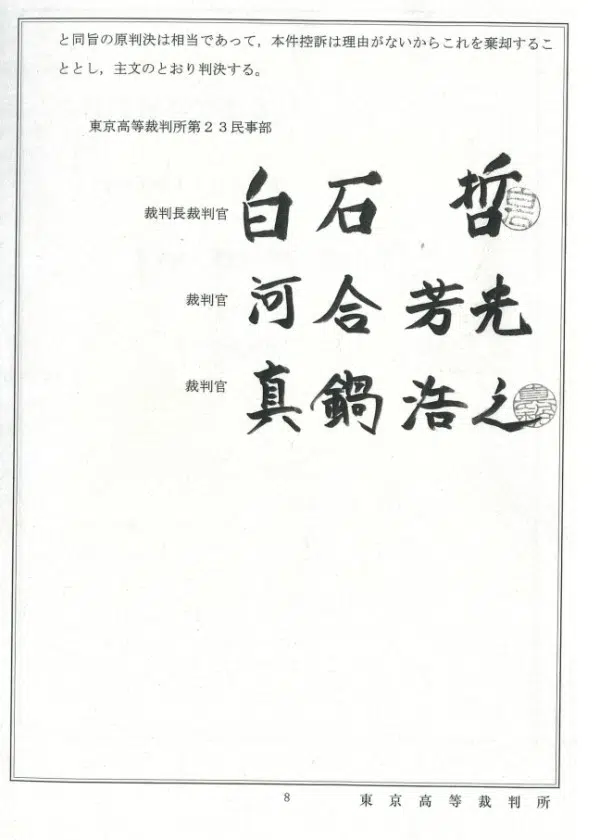 と同旨の原判決は相当であって，本件控訴は理由がないからこれを棄却するこ
ととし，主文のとおり判決する。
東京高等裁判所第２３民事部
裁判長裁判官 白石 哲
裁判官 河合芳光
裁判官 真鍋浩之
8
東京高等裁判所